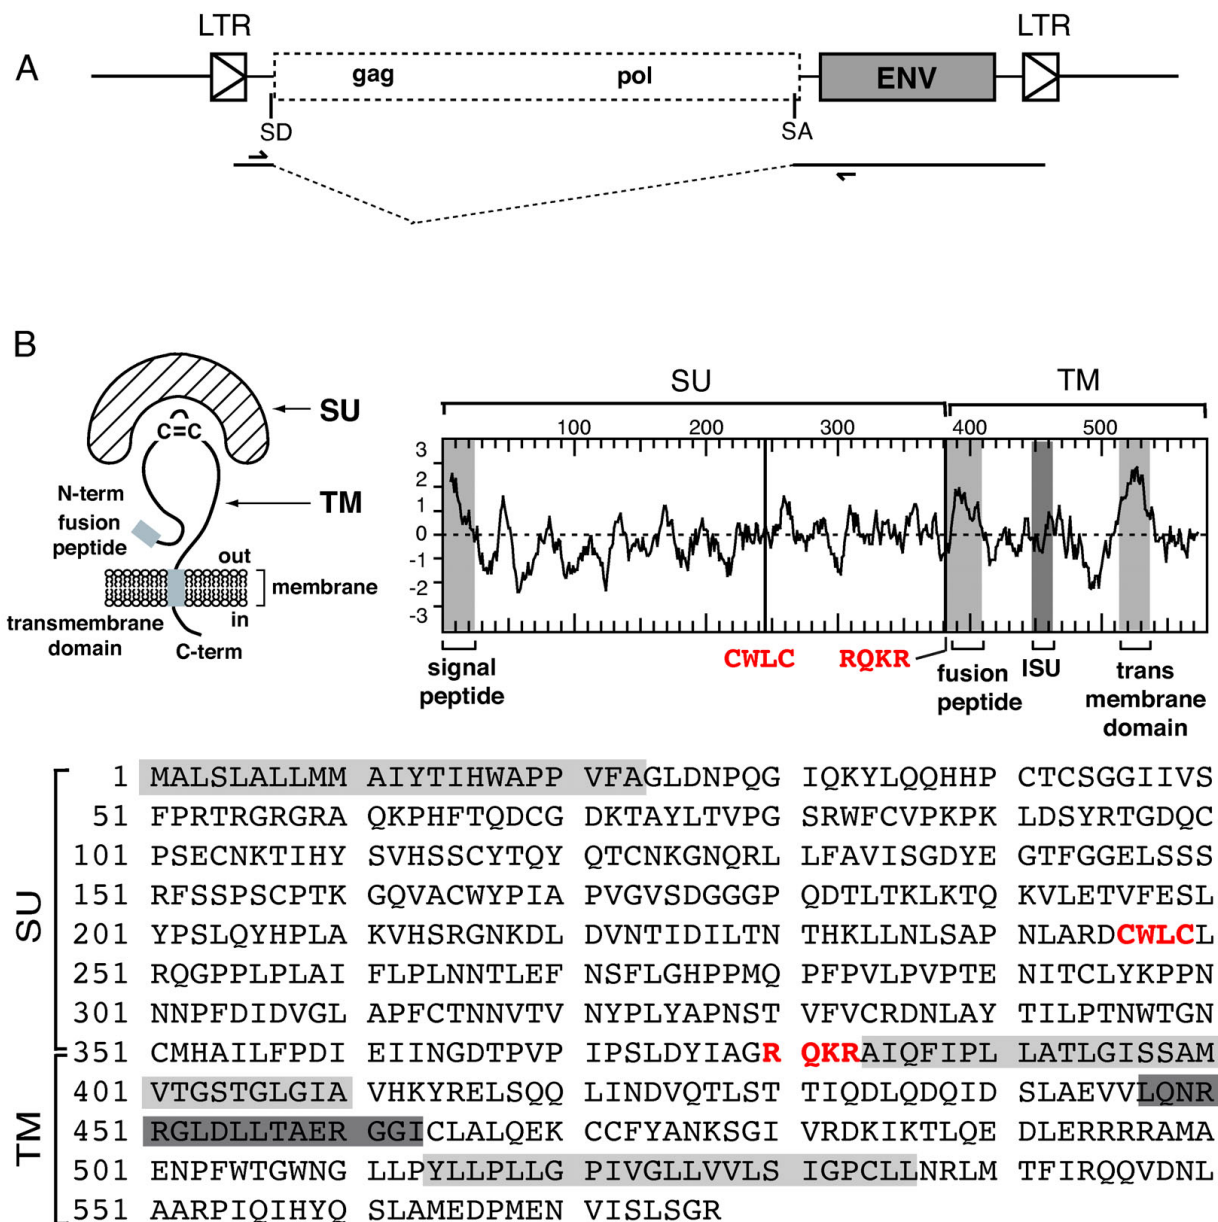 A
LTR LTR
gag pol ENV
SD SA
B
SU
C=C
N-term
fusion
peptide
TM
out
membrane
in
transmembrane
domain
C-term
SU TM
100 200 300 400 500
3
2
1
0
-1
-2
-3
signal
peptide
CWLC RQKR
fusion
peptide
ISU
trans
membrane
domain
SU
1 MALSLALLMM AIYTIHWAPP VFAGLDNPQG IQKYLQQHHP CTCSGGIIVS
51 FPRTRGRGRA QKPHFTQDCG DKTAYLTVPG SRWFCVPKPK LDSYRTGDQC
101 PSECNKTIHY SVHSSCYTQY QTCNKGNQRL LFAVISGDYE GTFGGELSSS
151 RFSSPSCPTK GQVACWYPIA PVGVSDGGGP QDTLTKLKTQ KVLETVFESL
201 YPSLQYHPLA KVHSRGNKDL DVNTIDILTN THKLLNLSAP NLARDCWLCL
251 RQGPPLPLAI FLPLNNTLEF NSFLGHPPMQ PFPVLPVPTE NITCLYKPPN
301 NNPFDIDVGL APFCTNNVTV NYPLYAPNST VFVCRDNLAY TILPTNWTGN
351 CMHAILFPDI EIINGDTPVP IPSLDYIAGR QKRAIQFIPLL ATLGISSAM
TM
401 VTGSTGLGIA VHKYRELSQQ LINDVQTLST TIQDLQDQID SLAEVVLQNR
451 RGLDLLTAER GGICLALQEK CCFYANKSGI VRDKIKTLQE DLERRRRAMA
501 ENPFWTGWNG LLPYLLPLLG PIVGLLVVLS IGPCLLNRLM TFIRQQVDNL
551 AARPIQIHYQ SLAMEDPMEN VISLSGR